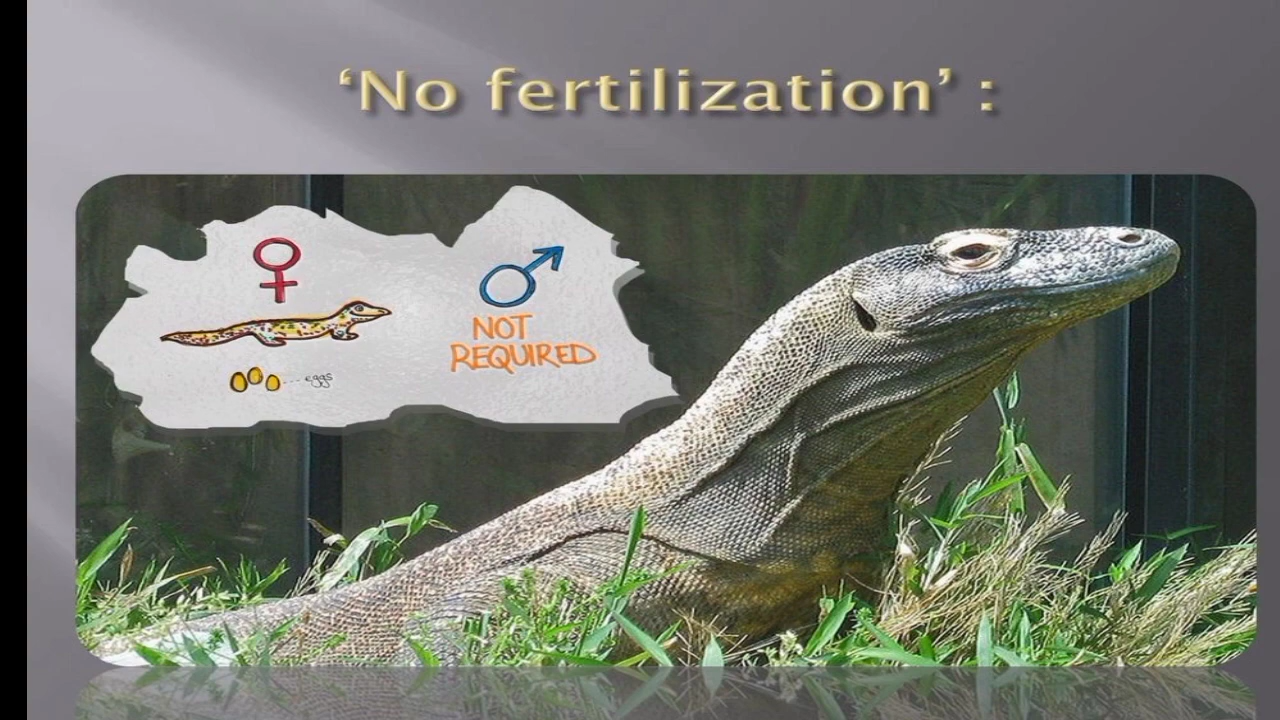 ‘No fertilization’ :
NOT
REQUIRED
eggs